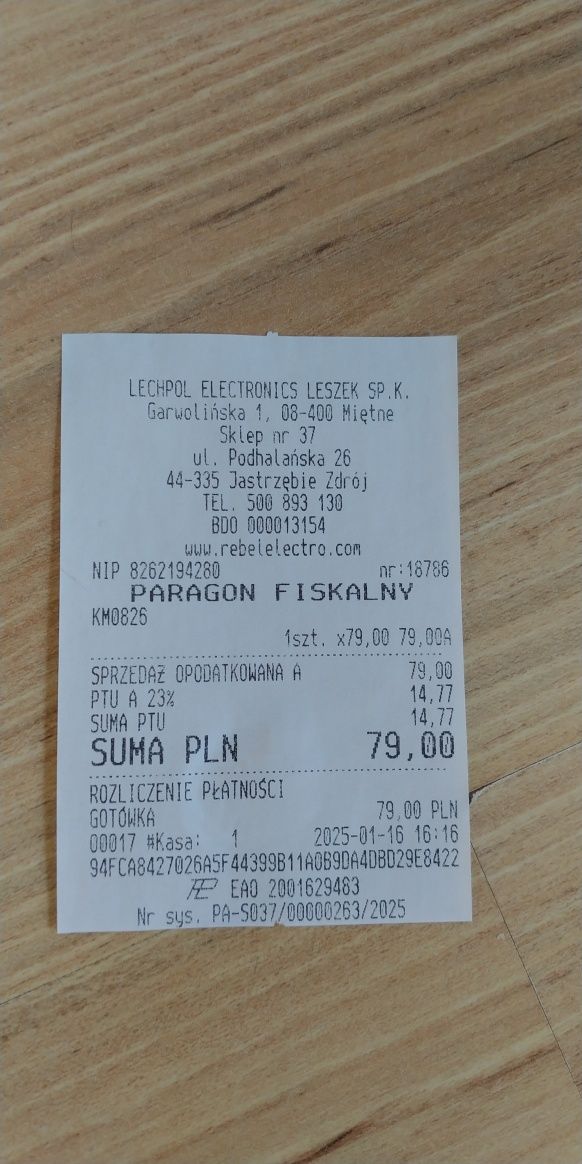 LECHPOL ELECTRONICS LESZEK SP.K.
Garwolińska 1, 08-400 Miętne
Sklep nr 37
ul. Podhalańska 26
44-335 Jastrzębie Zdrój
TEL. 500 893 130
BDO 000013154
www.rebelelectro.com
NIP 8262194280 nr:18786
PARAGON FISKALNY
KM0826
1szt. x79,00 79,00A
SPRZEDAŻ OPODATKOWANA A 79,00
PTU A 23% 14,77
SUMA PTU 14,77
SUMA PLN 79,00
ROZLICZENIE PŁATNOŚCI
GOTÓWKA 79,00 PLN
00017 #Kasa: 1 2025-01-16 16:16
94FCA8427026A5F44399B11A0B9DA4DBD29E8422
EAO 2001629483
Nr sys. PA-S037/00000263/2025